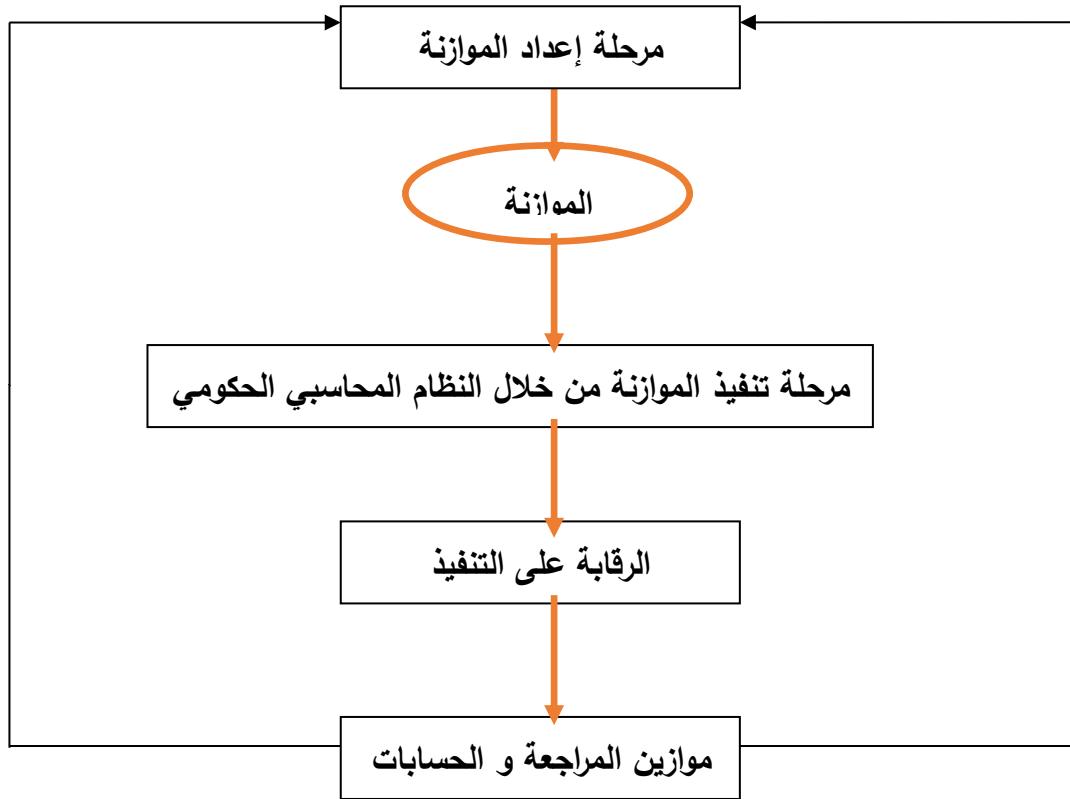 مرحلة إعداد الموازنة
الموازنة
مرحلة تنفيذ الموازنة من خلال النظام المحاسبي الحكومي
الرقابة على التنفيذ
موازين المراجعة و الحسابات